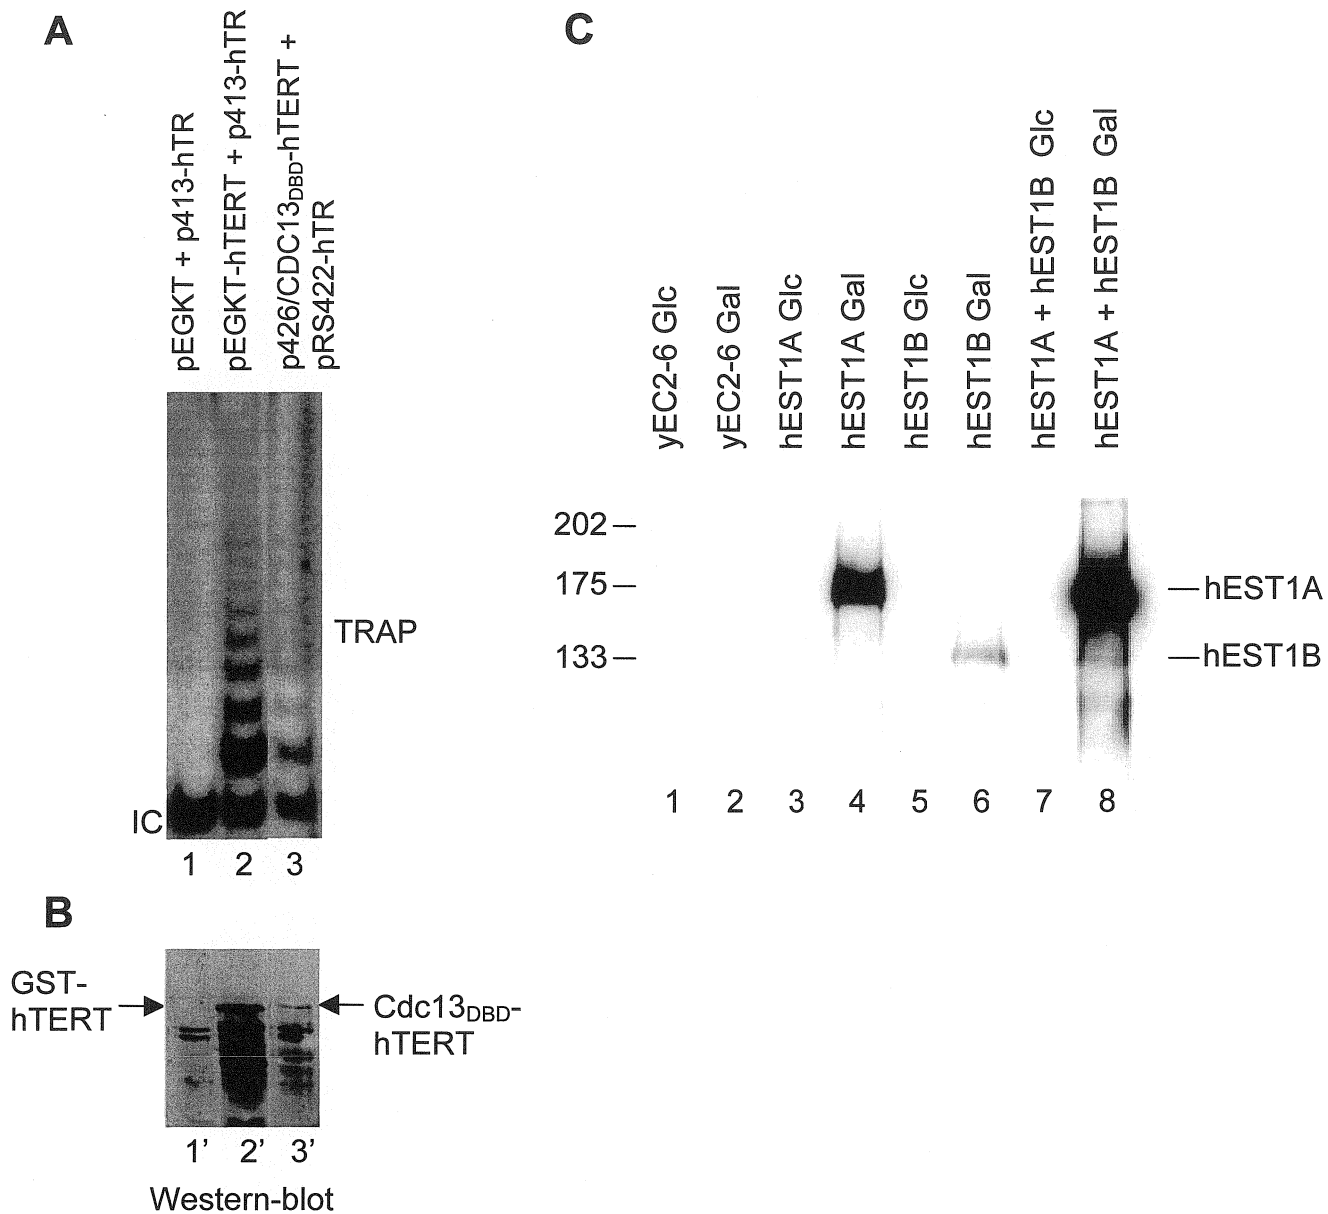 A
pEGKT + p413-hTR
pEGKT-hTERT + p413-hTR
p426/CDC13DBD-hTERT +
pRS422-hTR
TRAP
IC
1 2 3
B
GST-
hTERT
Cdc13DBD-
hTERT
1’ 2’ 3’
Western-blot
C
yEC2-6 Glc
yEC2-6 Gal
hEST1A Glc
hEST1A Gal
hEST1B Glc
hEST1B Gal
hEST1A + hEST1B Glc
hEST1A + hEST1B Gal
202
175
133
hEST1A
hEST1B
1 2 3 4 5 6 7 8